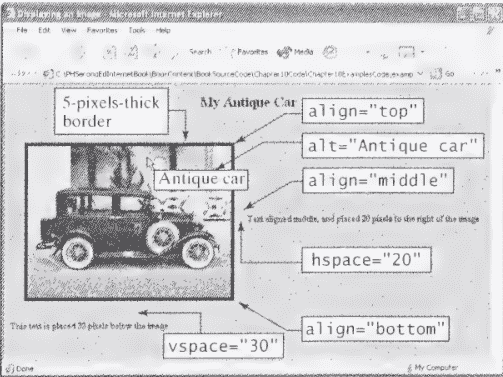 Displaying an Image - Microsoft Internet Explorer
File Edit View Favorites Tools Help
Search Favorites Media
Go
5-pixels-thick
border
My Antique Car
align="top"
alt="Antique car"
Antique car
align="middle"
Text aligned middle, and placed 20 pixels to the right of the image
hspace="20"
This text is placed 30 pixels below the image
vspace="30"
align="bottom"
Done
My Computer